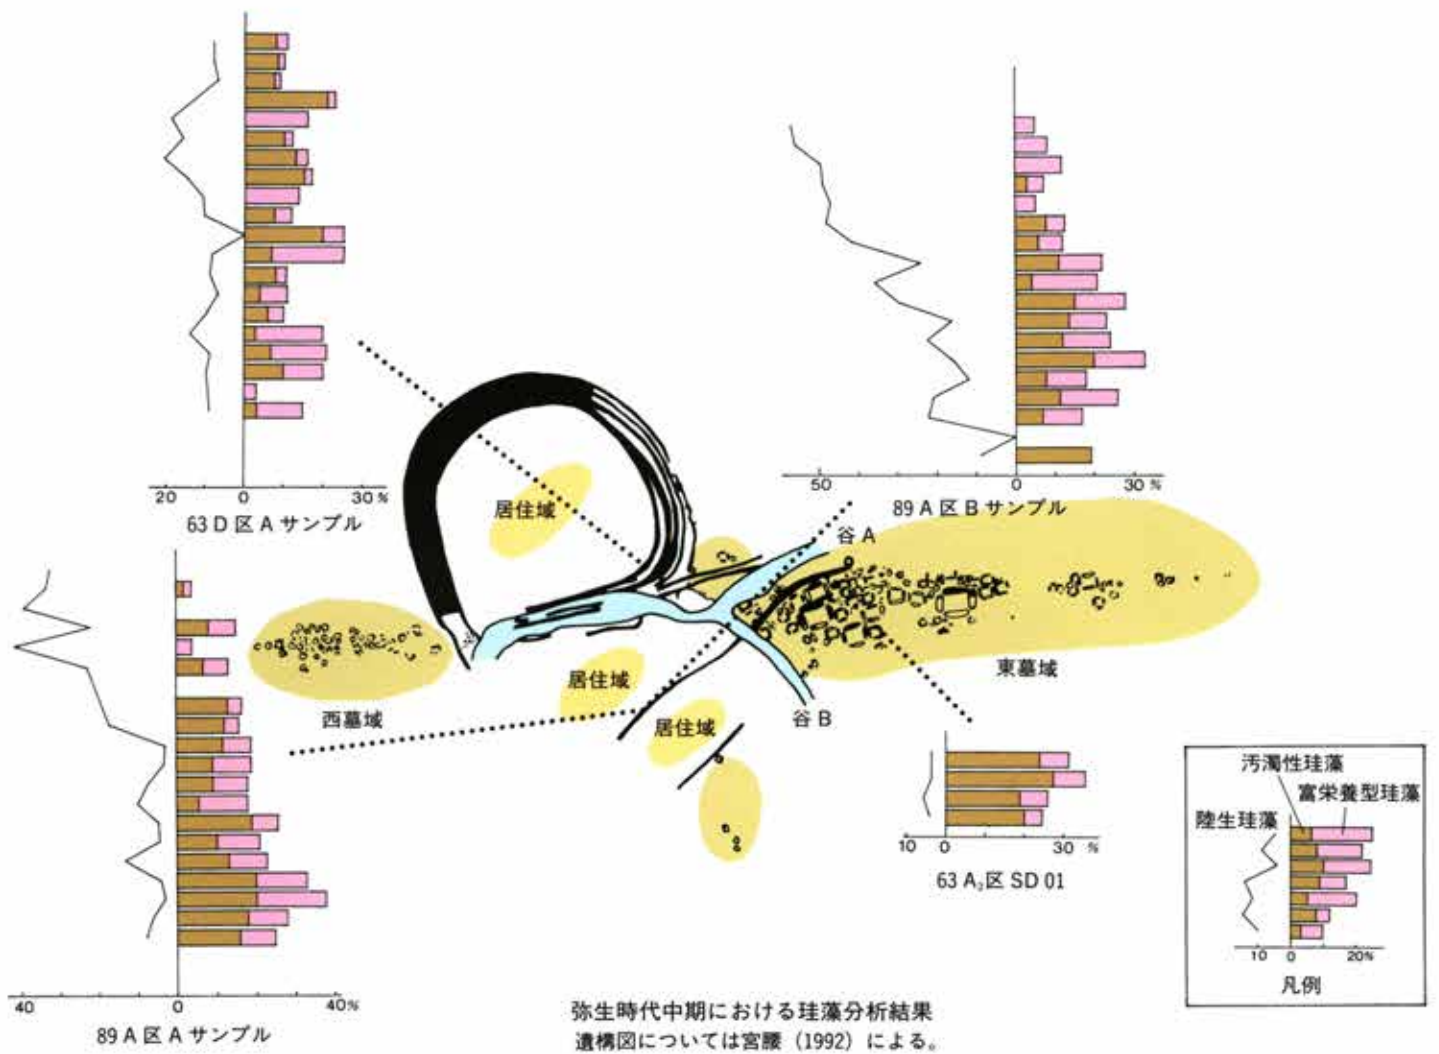 20 0 30 %
63 D 区 A サンプル
50 0 30 %
89 A 区 B サンプル
居住域
谷 A
東墓域
居住域
西墓域
居住域
谷 B
10 0 30 %
63 A₂区 SD 01
40 0 40%
89 A 区 A サンプル
汚濁性珪藻
富栄養型珪藻
陸生珪藻
10 0 20%
凡例
弥生時代中期における珪藻分析結果
遺構図については宮腰（1992）による。